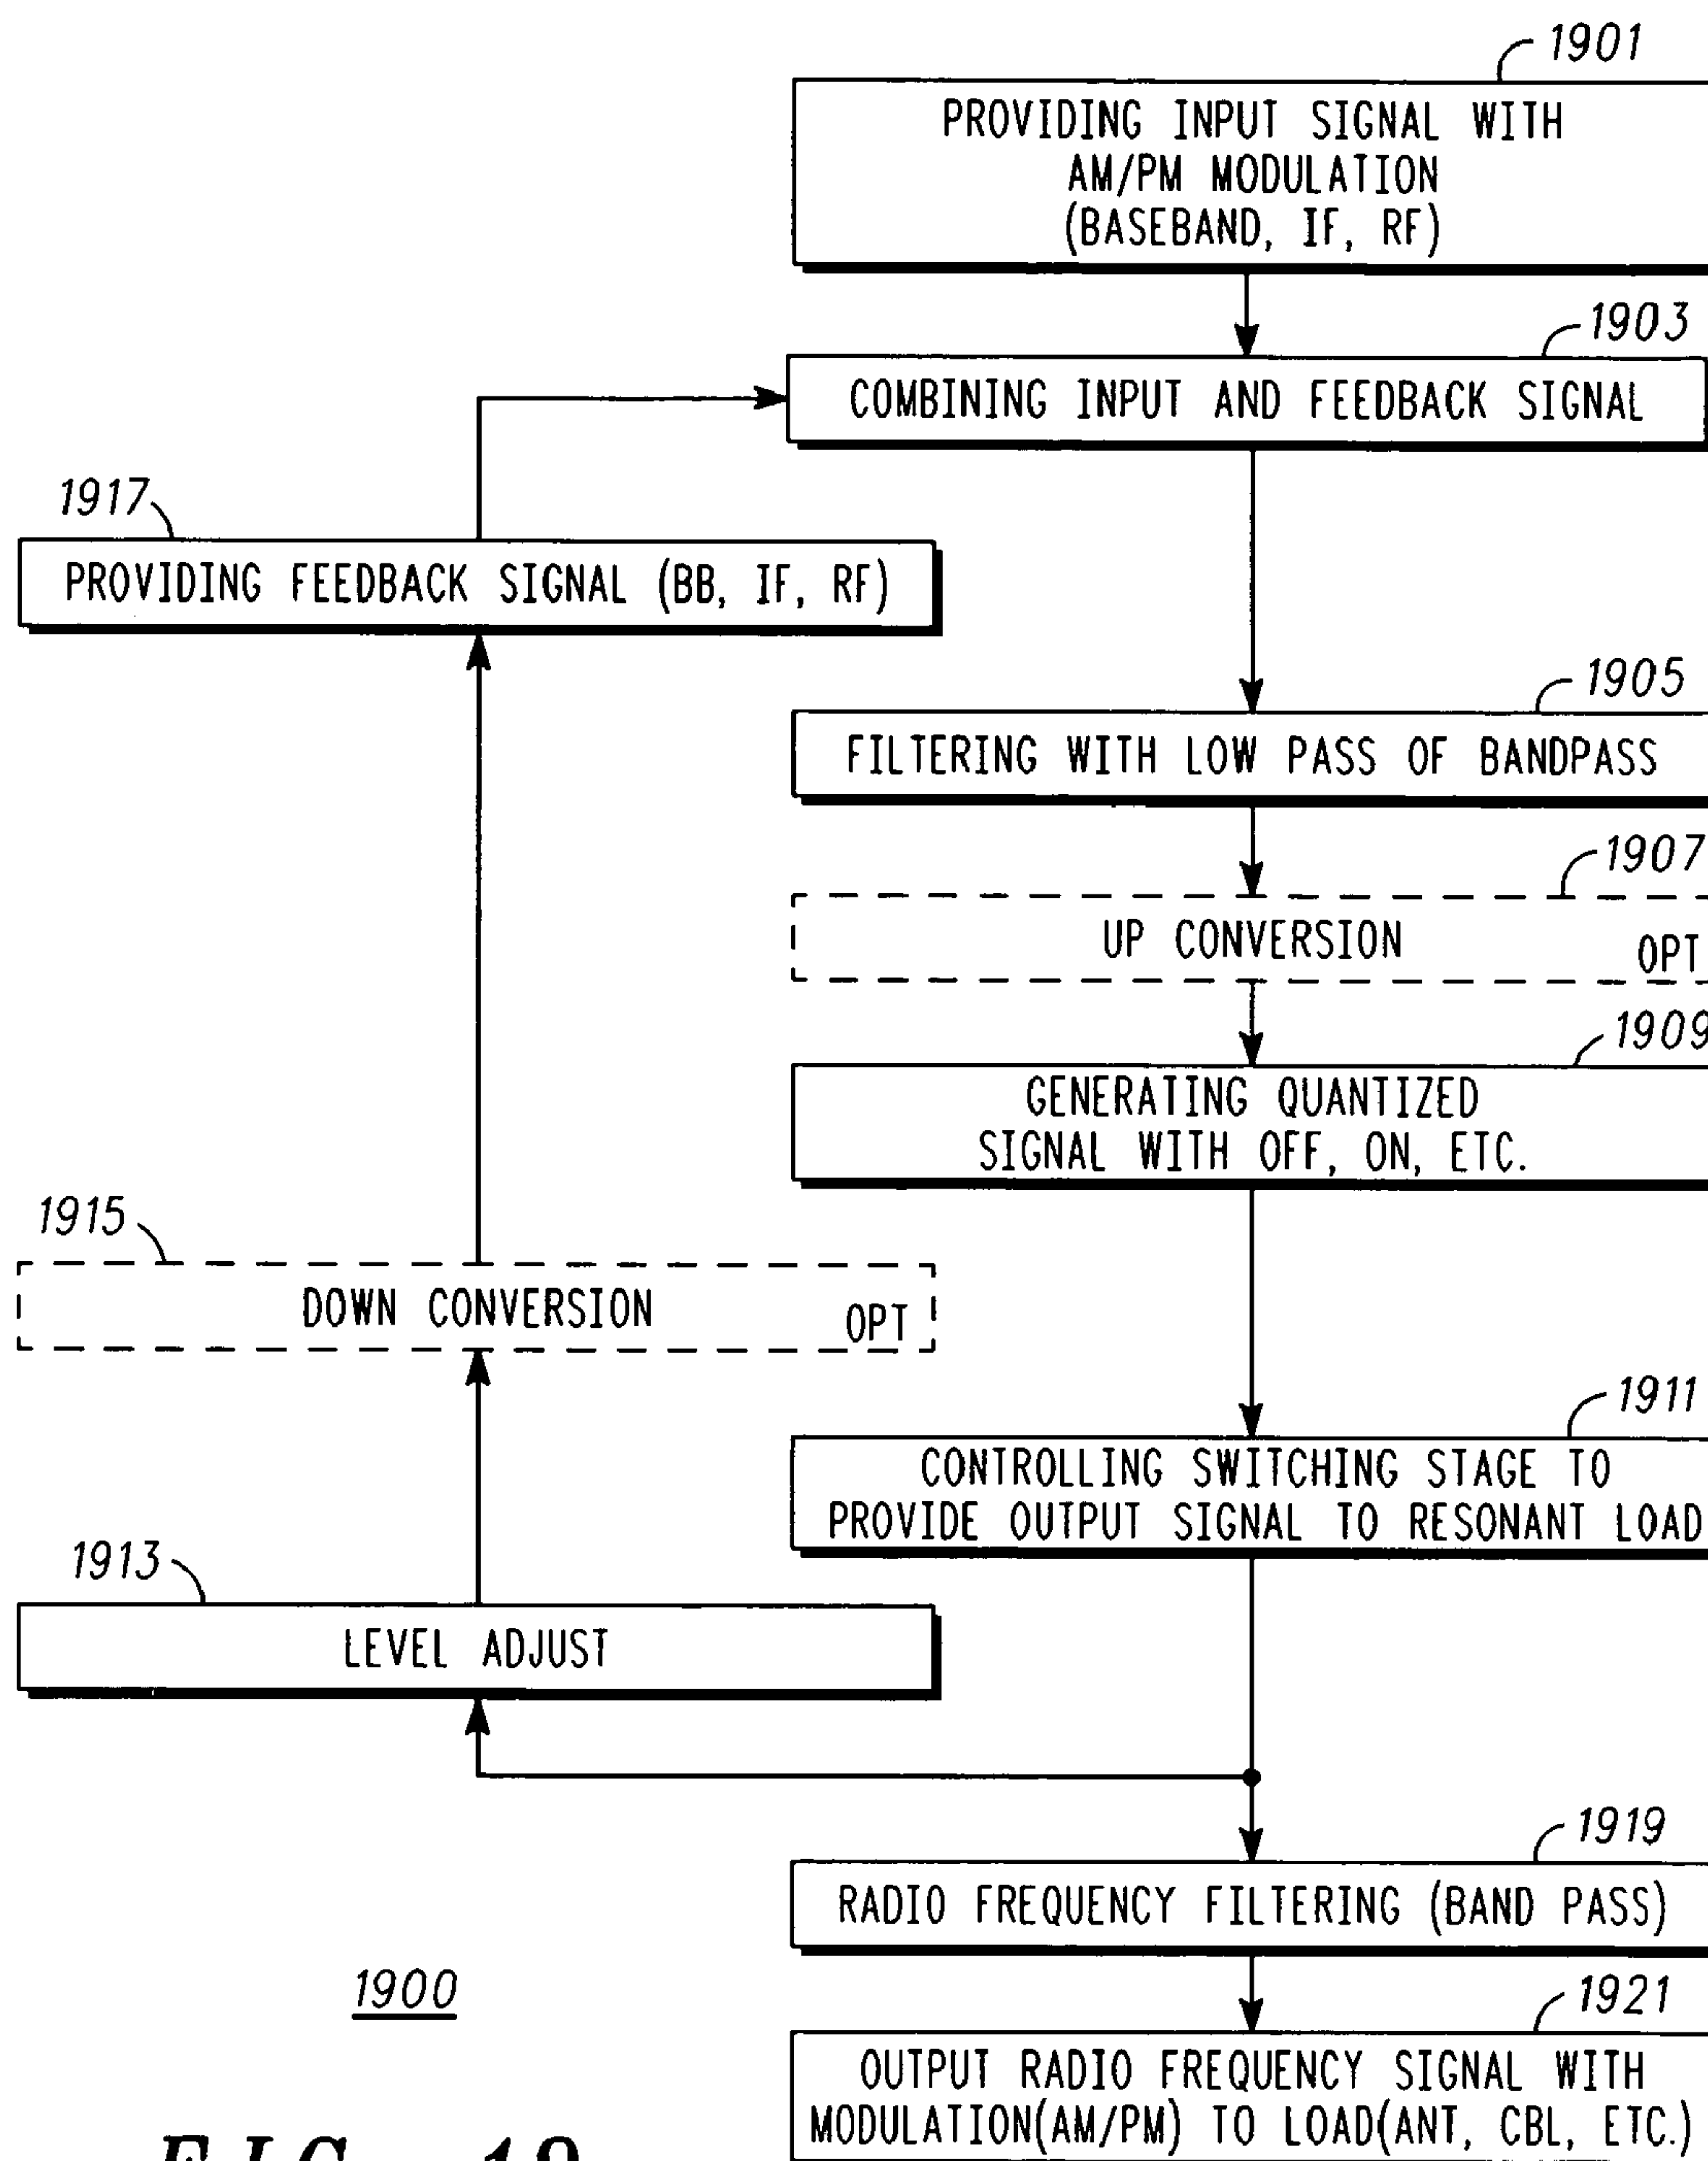 1901
PROVIDING INPUT SIGNAL WITH
AM/PM MODULATION
(BASEBAND, IF, RF)
1903
COMBINING INPUT AND FEEDBACK SIGNAL
1917
PROVIDING FEEDBACK SIGNAL (BB, IF, RF)
1905
FILTERING WITH LOW PASS OF BANDPASS
1907
UP CONVERSION
OPT
1909
GENERATING QUANTIZED
SIGNAL WITH OFF, ON, ETC.
1915
DOWN CONVERSION
OPT
1911
CONTROLLING SWITCHING STAGE TO
PROVIDE OUTPUT SIGNAL TO RESONANT LOAD
1913
LEVEL ADJUST
1919
RADIO FREQUENCY FILTERING (BAND PASS)
1900
1921
OUTPUT RADIO FREQUENCY SIGNAL WITH
MODULATION(AM/PM) TO LOAD(ANT, CBL, ETC.)